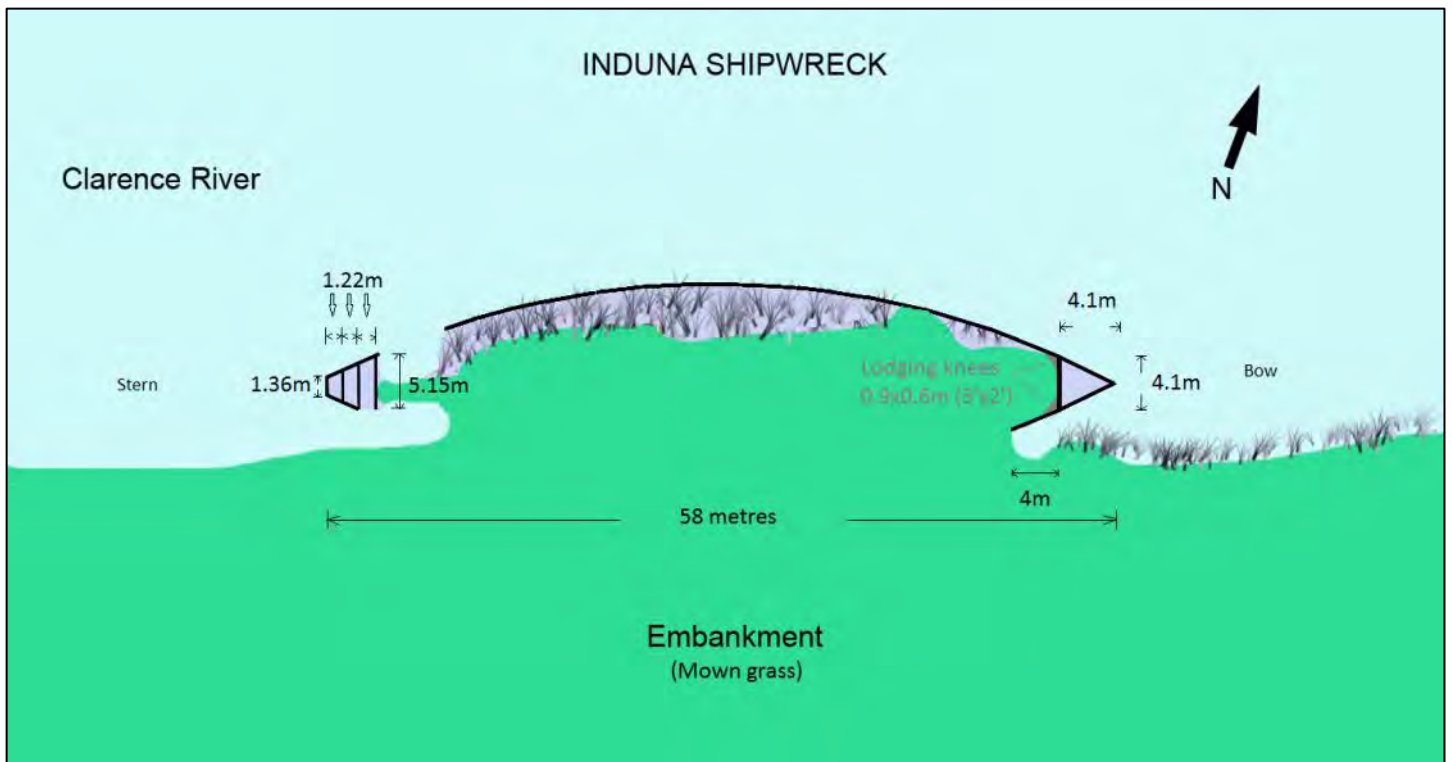 INDUNA SHIPWRECK
Clarence River
N
1.22m
4.1m
Stern
1.36m
5.15m
Lodging knees
0.9x0.6m (3'x2')
4.1m
Bow
4m
58 metres
Embankment
(Mown grass)